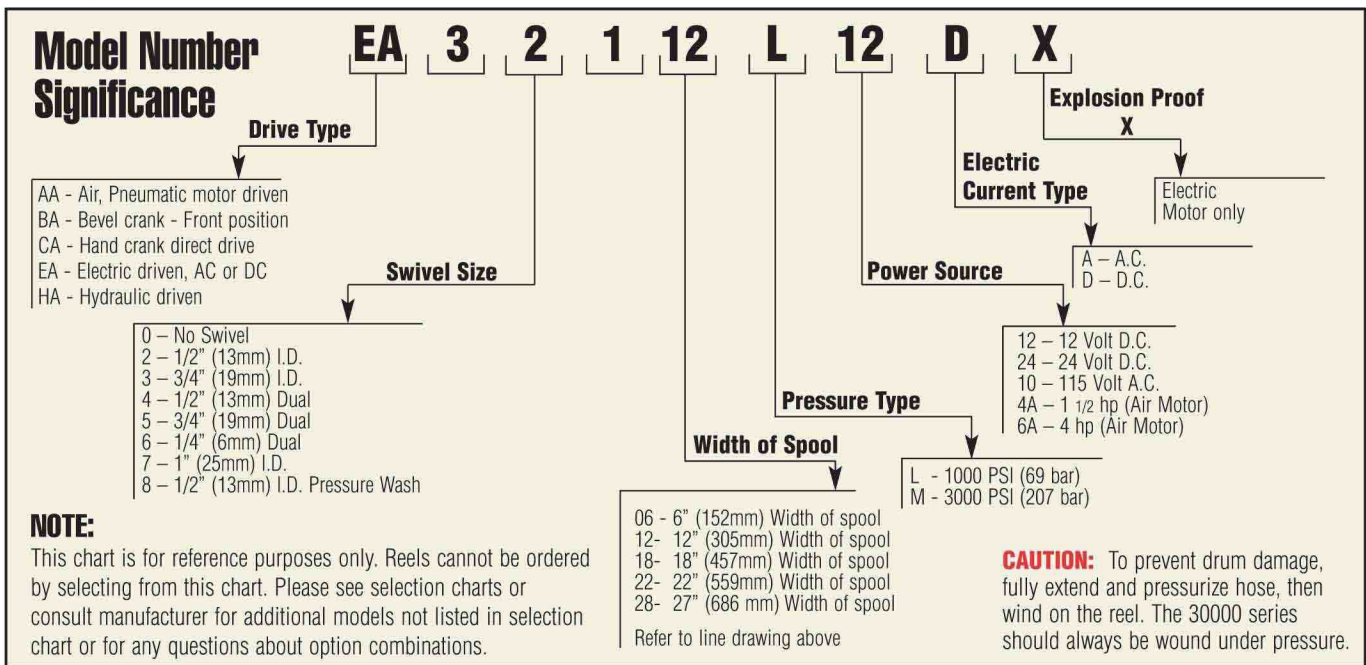 Model Number
Significance
EA 3 2 1 12 L 12 D X
Drive Type
AA - Air, Pneumatic motor driven
BA - Bevel crank - Front position
CA - Hand crank direct drive
EA - Electric driven, AC or DC
HA - Hydraulic driven
Swivel Size
0 – No Swivel
2 – 1/2" (13mm) I.D.
3 – 3/4" (19mm) I.D.
4 – 1/2" (13mm) Dual
5 – 3/4" (19mm) Dual
6 – 1/4" (6mm) Dual
7 – 1" (25mm) I.D.
8 – 1/2" (13mm) I.D. Pressure Wash
Width of Spool
06 - 6" (152mm) Width of spool
12- 12" (305mm) Width of spool
18- 18" (457mm) Width of spool
22- 22" (559mm) Width of spool
28- 27" (686 mm) Width of spool
Refer to line drawing above
Pressure Type
L - 1000 PSI (69 bar)
M - 3000 PSI (207 bar)
Power Source
12 – 12 Volt D.C.
24 – 24 Volt D.C.
10 – 115 Volt A.C.
4A – 1 1/2 hp (Air Motor)
6A – 4 hp (Air Motor)
Electric
Current Type
A – A.C.
D – D.C.
Explosion Proof
X
Electric
Motor only
NOTE:
This chart is for reference purposes only. Reels cannot be ordered
by selecting from this chart. Please see selection charts or
consult manufacturer for additional models not listed in selection
chart or for any questions about option combinations.
CAUTION: To prevent drum damage,
fully extend and pressurize hose, then
wind on the reel. The 30000 series
should always be wound under pressure.